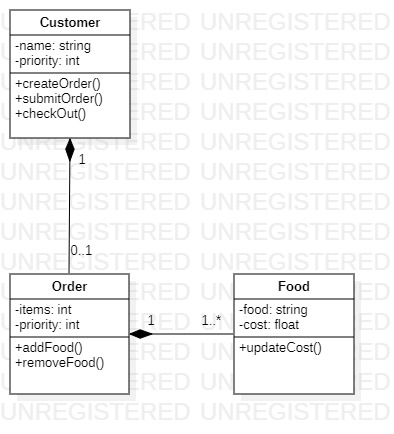 UNREGISTERED UNREGISTERED
Customer
-name: string
-priority: int
+createOrder()
+submitOrder()
+checkOut()
1
0..1
Order
-items: int
-priority: int
+addFood()
+removeFood()
1
1..*
Food
-food: string
-cost: float
+updateCost()